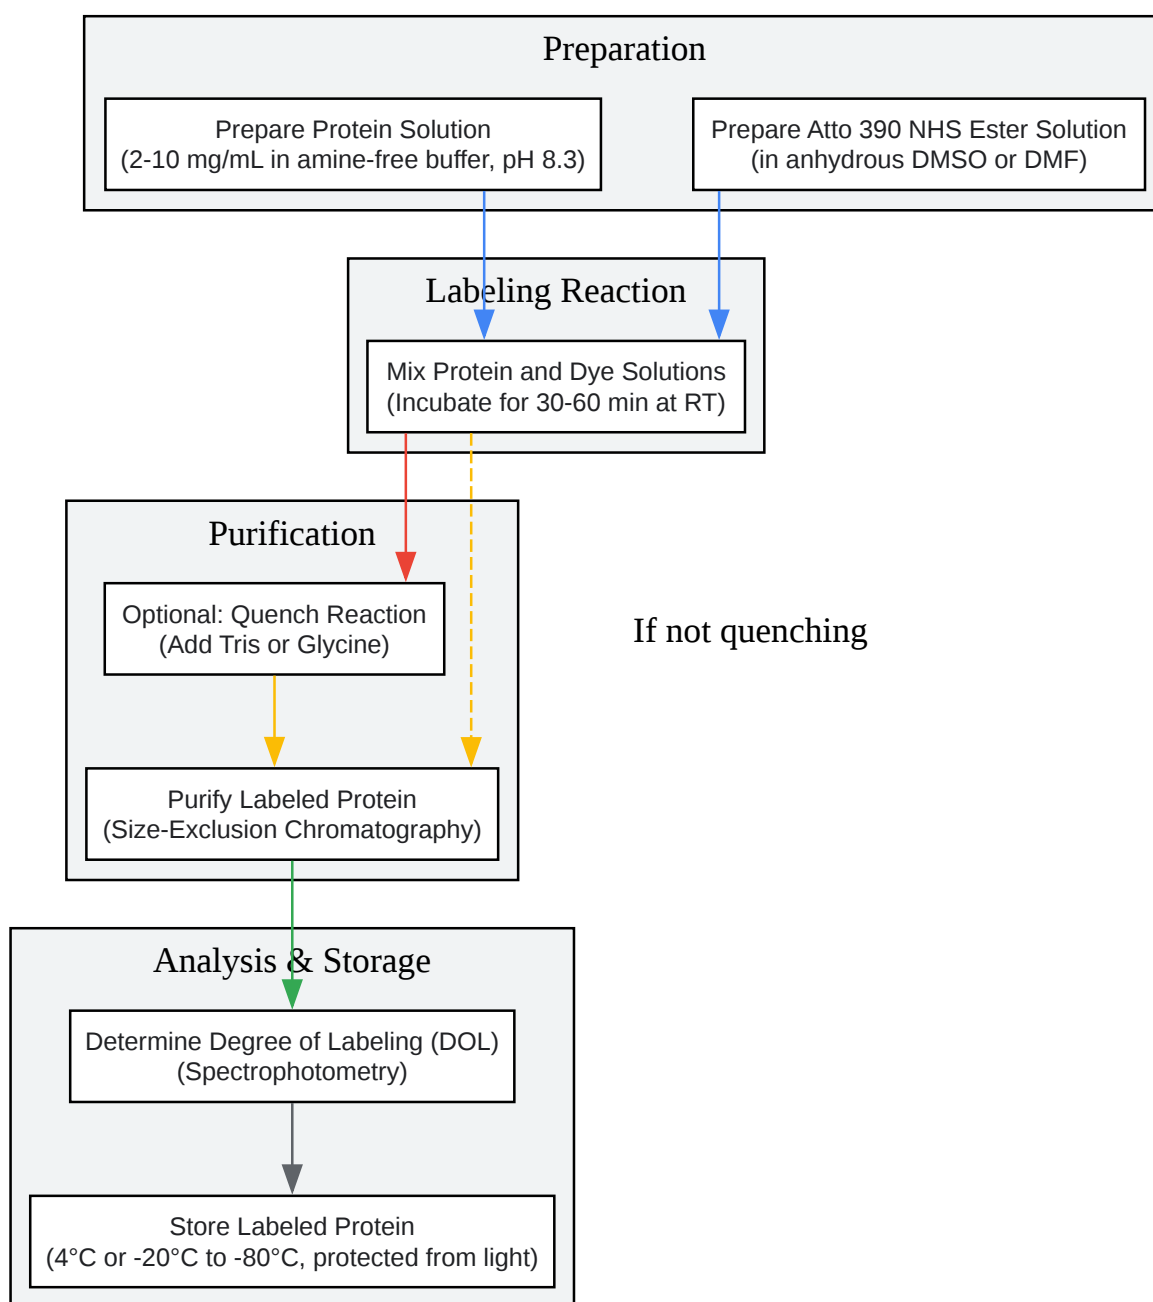 Preparation
Prepare Protein Solution
(2-10 mg/mL in amine-free buffer, pH 8.3)
Prepare Atto 390 NHS Ester Solution
(in anhydrous DMSO or DMF)
Labeling Reaction
Mix Protein and Dye Solutions
(Incubate for 30-60 min at RT)
Purification
Optional: Quench Reaction
(Add Tris or Glycine)
If not quenching
Purify Labeled Protein
(Size-Exclusion Chromatography)
Analysis & Storage
Determine Degree of Labeling (DOL)
(Spectrophotometry)
Store Labeled Protein
(4°C or -20°C to -80°C, protected from light)